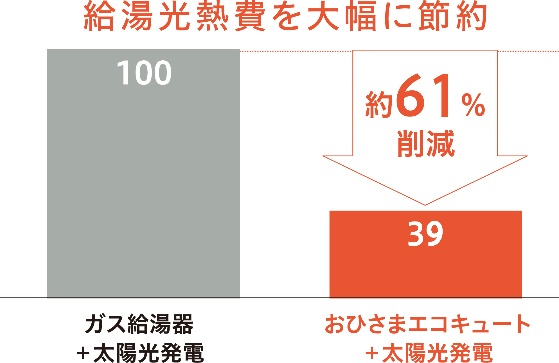 給湯光熱費を大幅に節約
100
約61%
削減
39
ガス給湯器
+太陽光発電
おひさまエコキュート
+太陽光発電